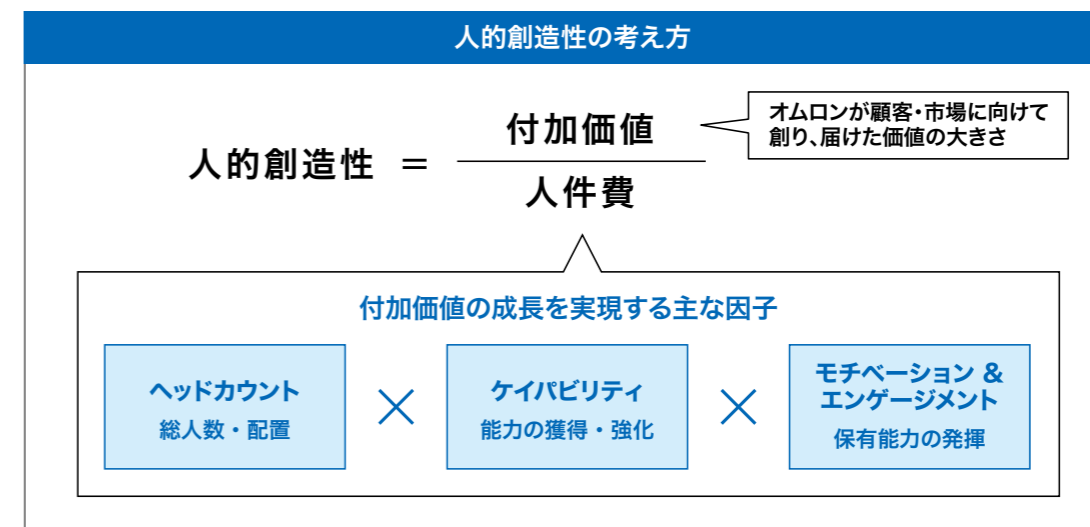 人的創造性の考え方
人的創造性 = 付加価値
人件費
オムロンが顧客・市場に向けて
創り、届けた価値の大きさ
付加価値の成長を実現する主な因子
ヘッドカウント
総人数・配置
×
ケイパビリティ
能力の獲得・強化
×
モチベーション &
エンゲージメント
保有能力の発揮